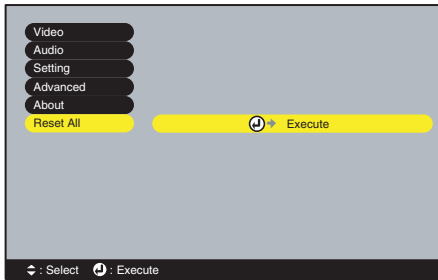 Video
Audio
Setting
Advanced
About
Reset All Execute
: Select : Execute